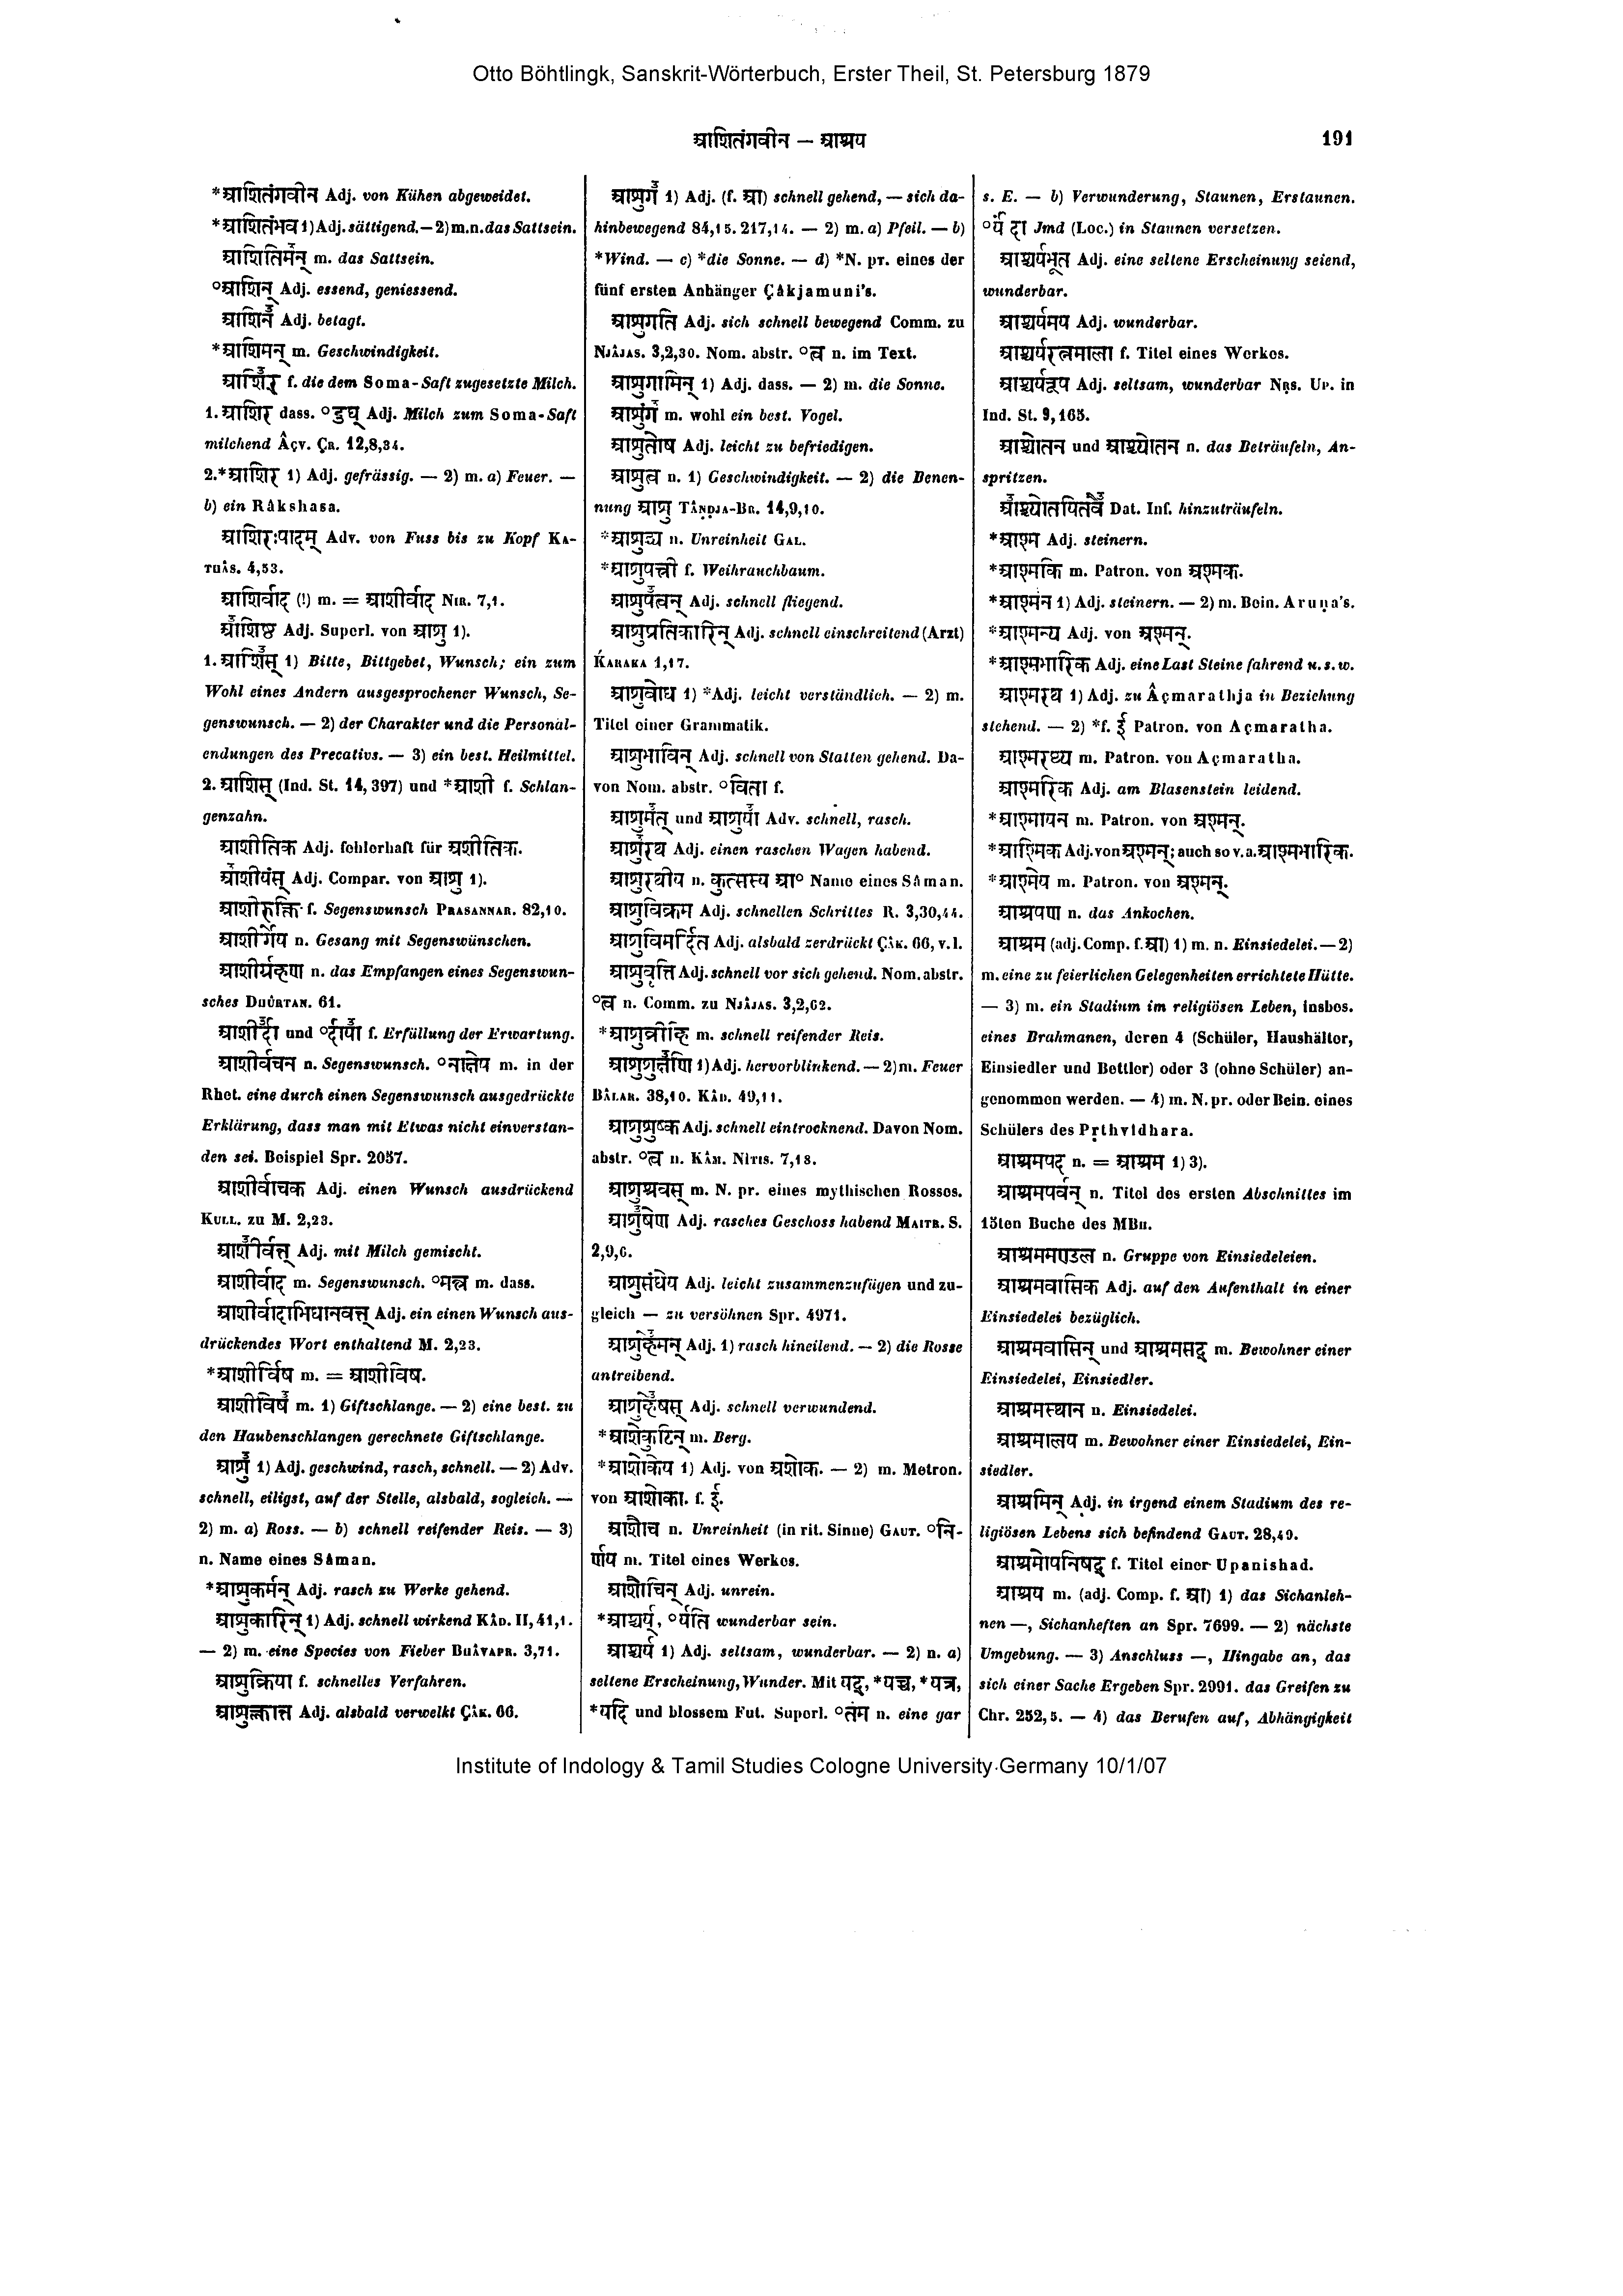 Otto Böhtlingk, Sanskrit-Wörterbuch, Erster Theil, St. Petersburg 1879
आशितंगवीन — आश्रय
191
*आशितंगवीन Adj. von Kühen abgeweidet.
*आशितंभव 1) Adj. sättigend. — 2) m. n. das Sattsein.
आशितिमन् m. das Sattsein.
°आशिन् Adj. essend, geniessend.
आशिन Adj. betagt.
*आशिमन् m. Geschwindigkeit.
आशिर f. die dem Soma-Saft zugesetzte Milch.
1. आशिर् dass. °दुघ् Adj. Milch zum Soma-Saft
milchend Âçv. Çr. 12,8,34.
2. *आशिर 1) Adj. gefrässig. — 2) m. a) Feuer. —
b) ein Râkshasa.
आशिरःपादम् Adv. von Fuss bis zu Kopf Ka-
thâs. 4,53.
आशिर्वाद (!) m. = आशीर्वाद Nir. 7,1.
आशिष्ठ Adj. Superl. von आशु 1).
1. आशिस् 1) Bitte, Bittgebet, Wunsch; ein zum
Wohl eines Andern ausgesprochener Wunsch, Se-
genswunsch. — 2) der Charakter und die Personal-
endungen des Precativs. — 3) ein best. Heilmittel.
2. आशिस् (Ind. St. 14,397) und *आशी f. Schlan-
genzahn.
आशीतिक Adj. fehlerhaft für अशीतिक.
आशीयंस् Adj. Compar. von आशु 1).
आशीरुक्ति f. Segenswunsch Prasannar. 82,10.
आशीर्गेय n. Gesang mit Segenswünschen.
आशीर्ग्रहण n. das Empfangen eines Segenswun-
sches Dhûrtan. 61.
आशीर्दा und °र्दाया f. Erfüllung der Erwartung.
आशीर्वचन n. Segenswunsch. °नाक्षेप m. in der
Rhet. eine durch einen Segenswunsch ausgedrückte
Erklärung, dass man mit Etwas nicht einverstan-
den sei. Beispiel Spr. 2057.
आशीर्वाचक Adj. einen Wunsch ausdrückend
Kull. zu M. 2,23.
आशीर्वत्त् Adj. mit Milch gemischt.
आशीर्वाद m. Segenswunsch. °मन्त्र m. dass.
आशीर्वादाभिधानवत्त् Adj. ein einen Wunsch aus-
drückendes Wort enthaltend M. 2,23.
*आशीर्विष m. = आशीविष.
आशीविष m. 1) Giftschlange. — 2) eine best. zu
den Haubenschlangen gerechnete Giftschlange.
आशु 1) Adj. geschwind, rasch, schnell. — 2) Adv.
schnell, eiligst, auf der Stelle, alsbald, sogleich. —
2) m. a) Ross. — b) schnell reifender Reis. — 3)
n. Name eines Sâman.
*आशुकर्मन् Adj. rasch zu Werke gehend.
आशुकारिन् 1) Adj. schnell wirkend Kâd. II, 41,1.
— 2) m. eine Species von Fieber Bhâvapr. 3,71.
आशुक्रिया f. schnelles Verfahren.
आशुक्लान्त Adj. alsbald verwelkt Çâk. 66.
आशुग 1) Adj. (f. आ) schnell gehend, — sich da-
hinbewegend 84,15. 217,14. — 2) m. a) Pfeil. — b)
*Wind. — c) *die Sonne. — d) *N. pr. eines der
fünf ersten Anhänger Çâkjamuni's.
आशुगति Adj. sich schnell bewegend Comm. zu
Njâjas. 3,2,30. Nom. abstr. °त्व n. im Text.
आशुगामिन् 1) Adj. dass. — 2) m. die Sonne.
आशुंग m. wohl ein best. Vogel.
आशुतोष Adj. leicht zu befriedigen.
आशुत्व n. 1) Geschwindigkeit. — 2) die Benen-
nung आशु Tândja-Br. 14,9,10.
*आशुच्य n. Unreinheit Gal.
*आशुपत्त्री f. Weihrauchbaum.
आशुपत्वन् Adj. schnell fliegend.
आशुप्रतिकारिन् Adj. schnell einschreitend (Arzt)
Karaka 1,17.
आशुबोध 1) *Adj. leicht verständlich. — 2) m.
Titel einer Grammatik.
आशुभाविन् Adj. schnell von Statten gehend. Da-
von Nom. abstr. °विता f.
आशुमत् und आशुया Adv. schnell, rasch.
आशुरथ Adj. einen raschen Wagen habend.
आशुरथीय n. कुत्सस्य आ° Name eines Sâman.
आशुविक्रम Adj. schnellen Schrittes R. 3,30,44.
आशुविमर्दित Adj. alsbald zerdrückt Çâk. 66, v. l.
आशुवृत्ति Adj. schnell vor sich gehend. Nom. abstr.
°त्व n. Comm. zu Njâjas. 3,2,62.
*आशुव्रीहि m. schnell reifender Reis.
आशुशुक्षणि 1) Adj. hervorblinkend. — 2) m. Feuer
Bâlar. 38,10. Kâd. 49,11.
आशुशुष्क Adj. schnell eintrocknend. Davon Nom.
abstr. °त्व n. Kâm. Nîtis. 7,18.
आशुश्रवस् m. N. pr. eines mythischen Rosses.
आशुषेण Adj. rasches Geschoss habend Maitr. S.
2,9,6.
आशुसंधेय Adj. leicht zusammenzufügen und zu-
gleich — zu versöhnen Spr. 4971.
आशुहेमन् Adj. 1) rasch hineilend. — 2) die Rosse
antreibend.
आशुहेषस् Adj. schnell verwundend.
*आशेकुटिन् m. Berg.
*आशोकेय 1) Adj. von अशोक. — 2) m. Metron.
von आशोका. f. ई.
आशौच n. Unreinheit (in rit. Sinne) Gaut. °नि-
र्णय m. Titel eines Werkes.
आशौचिन् Adj. unrein.
*आश्चर्य्, °र्यति wunderbar sein.
आश्चर्य 1) Adj. seltsam, wunderbar. — 2) n. a)
seltene Erscheinung, Wunder. Mit यद्, *यच्च, *यत्र,
*यदि und blossem Fut. Superl. °तम n. eine gar
s. E. — b) Verwunderung, Staunen, Erstaunen.
°र्यं दा Jmd (Loc.) in Staunen versetzen.
आश्चर्यभूत Adj. eine seltene Erscheinung seiend,
wunderbar.
आश्चर्यमय Adj. wunderbar.
आश्चर्यरत्नमाला f. Titel eines Werkes.
आश्चर्यरूप Adj. seltsam, wunderbar Nṛs. Up. in
Ind. St. 9,165.
आश्चोतन und आश्च्योतन n. das Beträufeln, An-
spritzen.
आश्च्योतयितवै Dat. Inf. hinzuträufeln.
*आश्म Adj. steinern.
*आश्मकि m. Patron. von अश्मक.
*आश्मन 1) Adj. steinern. — 2) m. Bein. Aruṇa's.
*आश्मन्य Adj. von अश्मन्.
*आश्मभारिक Adj. eine Last Steine fahrend u. s. w.
आश्मरथ 1) Adj. zu Âçmarathja in Beziehung
stehend. — 2) *f. ई Patron. von Açmaratha.
आश्मरथ्य m. Patron. von Açmaratha.
आश्मरिक Adj. am Blasenstein leidend.
*आश्मायन m. Patron. von अश्मन्.
*आश्मिक Adj. von अश्मन्; auch so v. a. आश्मभारिक.
*आश्मेय m. Patron. von अश्मन्.
आश्रपण n. das Ankochen.
आश्रम (adj. Comp. f. आ) 1) m. n. Einsiedelei. — 2)
m. eine zu feierlichen Gelegenheiten errichtete Hütte.
— 3) m. ein Stadium im religiösen Leben, insbes.
eines Brahmanen, deren 4 (Schüler, Haushälter,
Einsiedler und Bettler) oder 3 (ohne Schüler) an-
genommen werden. — 4) m. N. pr. oder Bein. eines
Schülers des Pṛthvîdhara.
आश्रमपद n. = आश्रम 1) 3).
आश्रमपर्वन् n. Titel des ersten Abschnittes im
15ten Buche des MBh.
आश्रममण्डल n. Gruppe von Einsiedeleien.
आश्रमवासिक Adj. auf den Aufenthalt in einer
Einsiedelei bezüglich.
आश्रमवासिन् und आश्रमसद् m. Bewohner einer
Einsiedelei, Einsiedler.
आश्रमस्थान n. Einsiedelei.
आश्रमालय m. Bewohner einer Einsiedelei, Ein-
siedler.
आश्रमिन् Adj. in irgend einem Stadium des re-
ligiösen Lebens sich befindend Gaut. 28,49.
आश्रमोपनिषद् f. Titel einer Upanishad.
आश्रय m. (adj. Comp. f. आ) 1) das Sichanleh-
nen —, Sichanheften an Spr. 7699. — 2) nächste
Umgebung. — 3) Anschluss —, Hingabe an, das
sich einer Sache Ergeben Spr. 2991. das Greifen zu
Chr. 252,5. — 4) das Berufen auf, Abhängigkeit
Institute of Indology & Tamil Studies Cologne University Germany 10/1/07